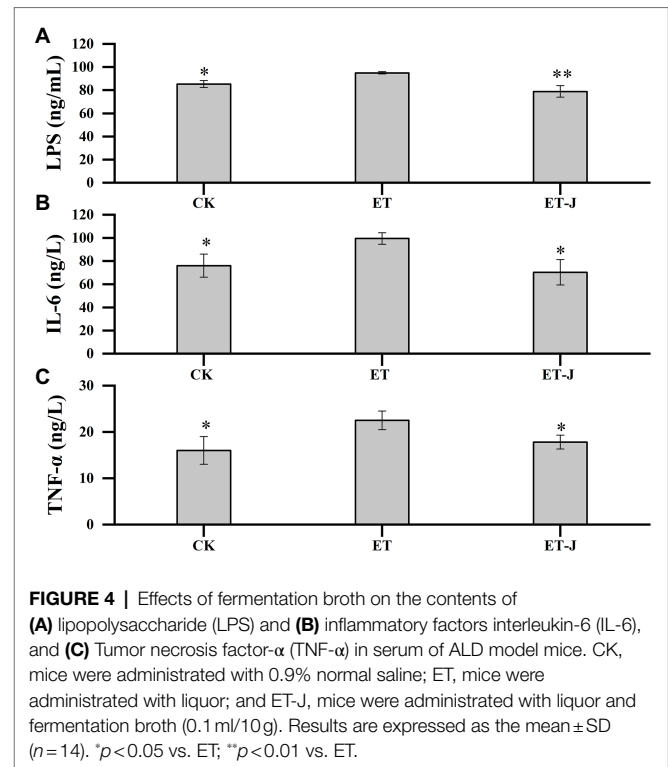 A
120
100
80
60
40
20
0
LPS (ng/mL)
*
**
CK ET ET-J
B
120
100
80
60
40
20
0
IL-6 (ng/L)
*
*
CK ET ET-J
C
30
20
10
0
TNF-α (ng/L)
*
*
CK ET ET-J
FIGURE 4 | Effects of fermentation broth on the contents of
(A) lipopolysaccharide (LPS) and (B) inflammatory factors interleukin-6 (IL-6),
and (C) Tumor necrosis factor-α (TNF-α) in serum of ALD model mice. CK,
mice were administrated with 0.9% normal saline; ET, mice were
administrated with liquor; and ET-J, mice were administrated with liquor and
fermentation broth (0.1 ml/10 g). Results are expressed as the mean ± SD
(n = 14). *p < 0.05 vs. ET; **p < 0.01 vs. ET.